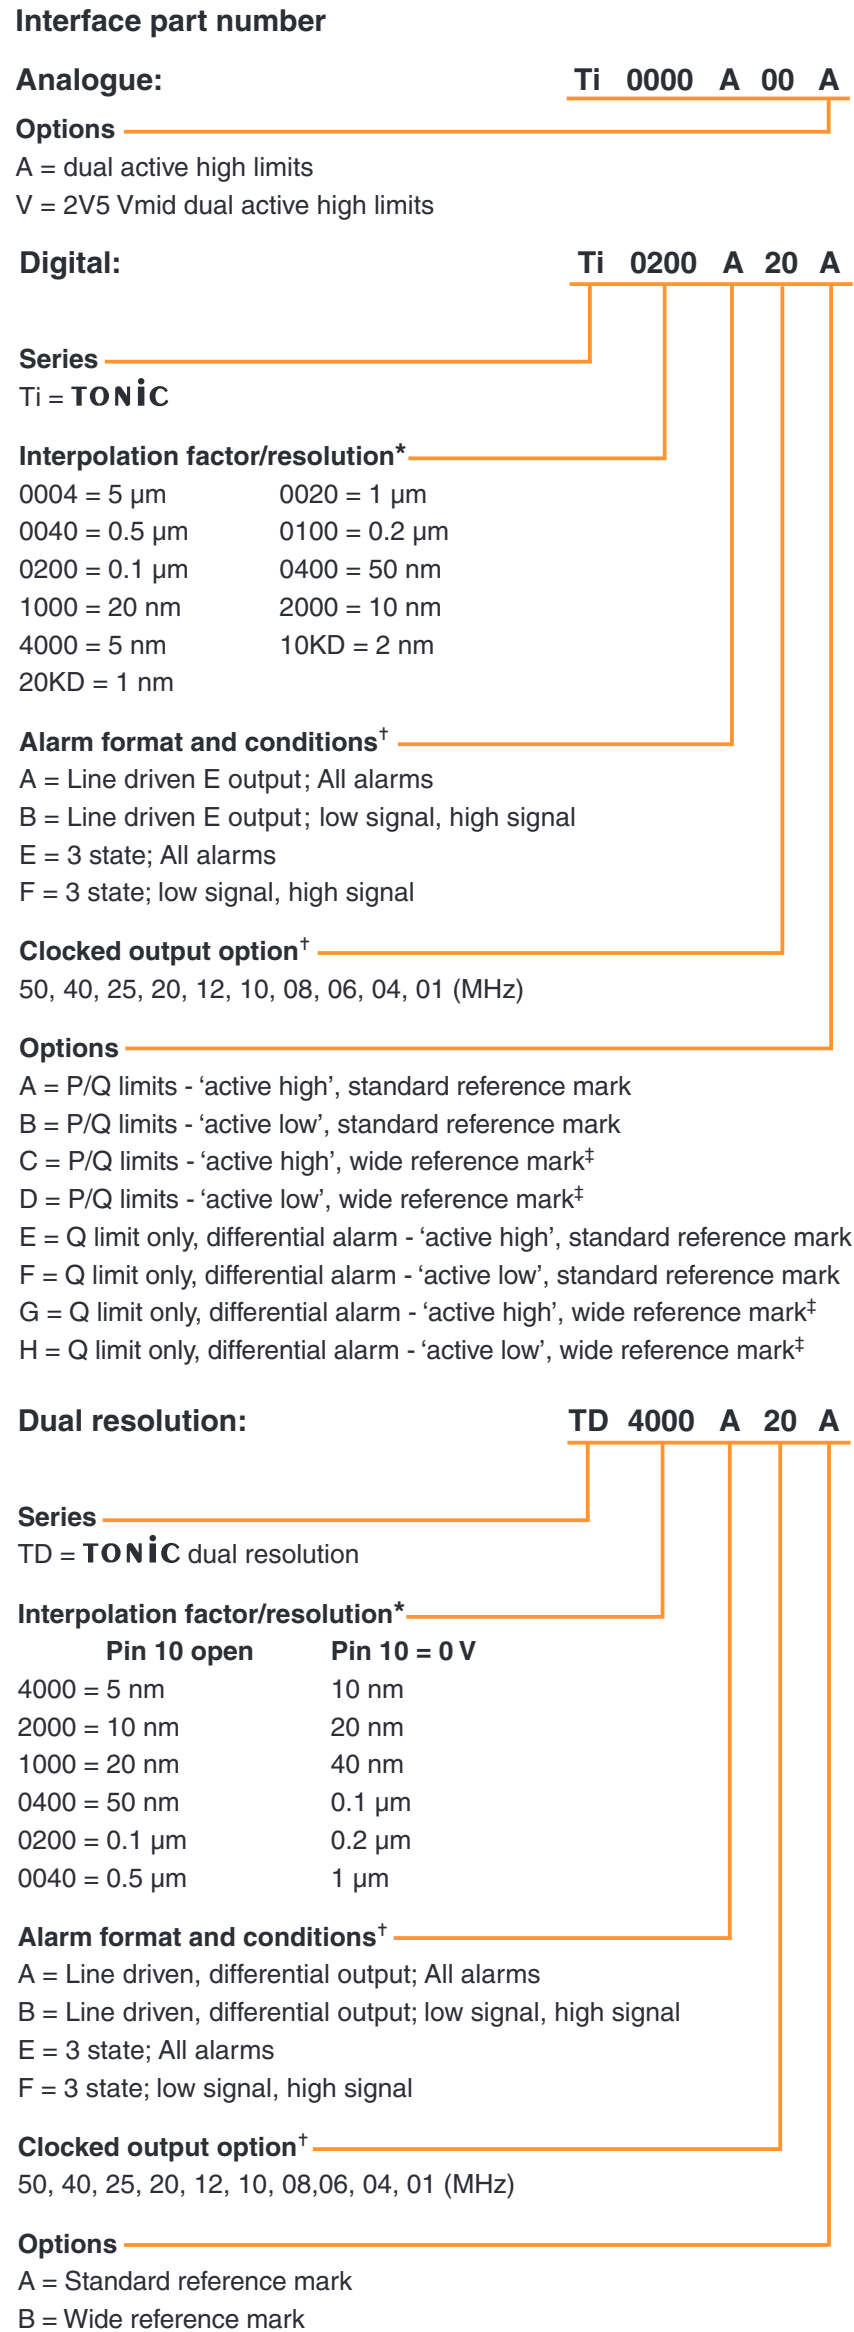 Interface part number
Analogue: Ti 0000 A 00 A
Options
A = dual active high limits
V = 2V5 Vmid dual active high limits
Digital: Ti 0200 A 20 A
Series
Ti = TONiC
Interpolation factor/resolution*
0004 = 5 µm 0020 = 1 µm
0040 = 0.5 µm 0100 = 0.2 µm
0200 = 0.1 µm 0400 = 50 nm
1000 = 20 nm 2000 = 10 nm
4000 = 5 nm 10KD = 2 nm
20KD = 1 nm
Alarm format and conditions†
A = Line driven E output; All alarms
B = Line driven E output; low signal, high signal
E = 3 state; All alarms
F = 3 state; low signal, high signal
Clocked output option†
50, 40, 25, 20, 12, 10, 08, 06, 04, 01 (MHz)
Options
A = P/Q limits - ‘active high’, standard reference mark
B = P/Q limits - ‘active low’, standard reference mark
C = P/Q limits - ‘active high’, wide reference mark‡
D = P/Q limits - ‘active low’, wide reference mark‡
E = Q limit only, differential alarm - ‘active high’, standard reference mark
F = Q limit only, differential alarm - ‘active low’, standard reference mark
G = Q limit only, differential alarm - ‘active high’, wide reference mark‡
H = Q limit only, differential alarm - ‘active low’, wide reference mark‡
Dual resolution: TD 4000 A 20 A
Series
TD = TONiC dual resolution
Interpolation factor/resolution*
Pin 10 open Pin 10 = 0 V
4000 = 5 nm 10 nm
2000 = 10 nm 20 nm
1000 = 20 nm 40 nm
0400 = 50 nm 0.1 µm
0200 = 0.1 µm 0.2 µm
0040 = 0.5 µm 1 µm
Alarm format and conditions†
A = Line driven, differential output; All alarms
B = Line driven, differential output; low signal, high signal
E = 3 state; All alarms
F = 3 state; low signal, high signal
Clocked output option†
50, 40, 25, 20, 12, 10, 08,06, 04, 01 (MHz)
Options
A = Standard reference mark
B = Wide reference mark